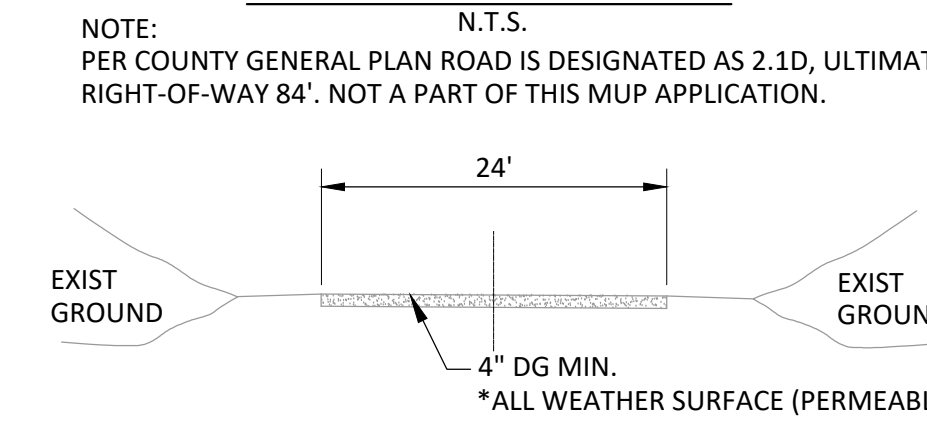 N.T.S.
NOTE:
PER COUNTY GENERAL PLAN ROAD IS DESIGNATED AS 2.1D, ULTIMAT
RIGHT-OF-WAY 84'. NOT A PART OF THIS MUP APPLICATION.
24'
EXIST
GROUND
EXIST
GROUN
4" DG MIN.
*ALL WEATHER SURFACE (PERMEABL